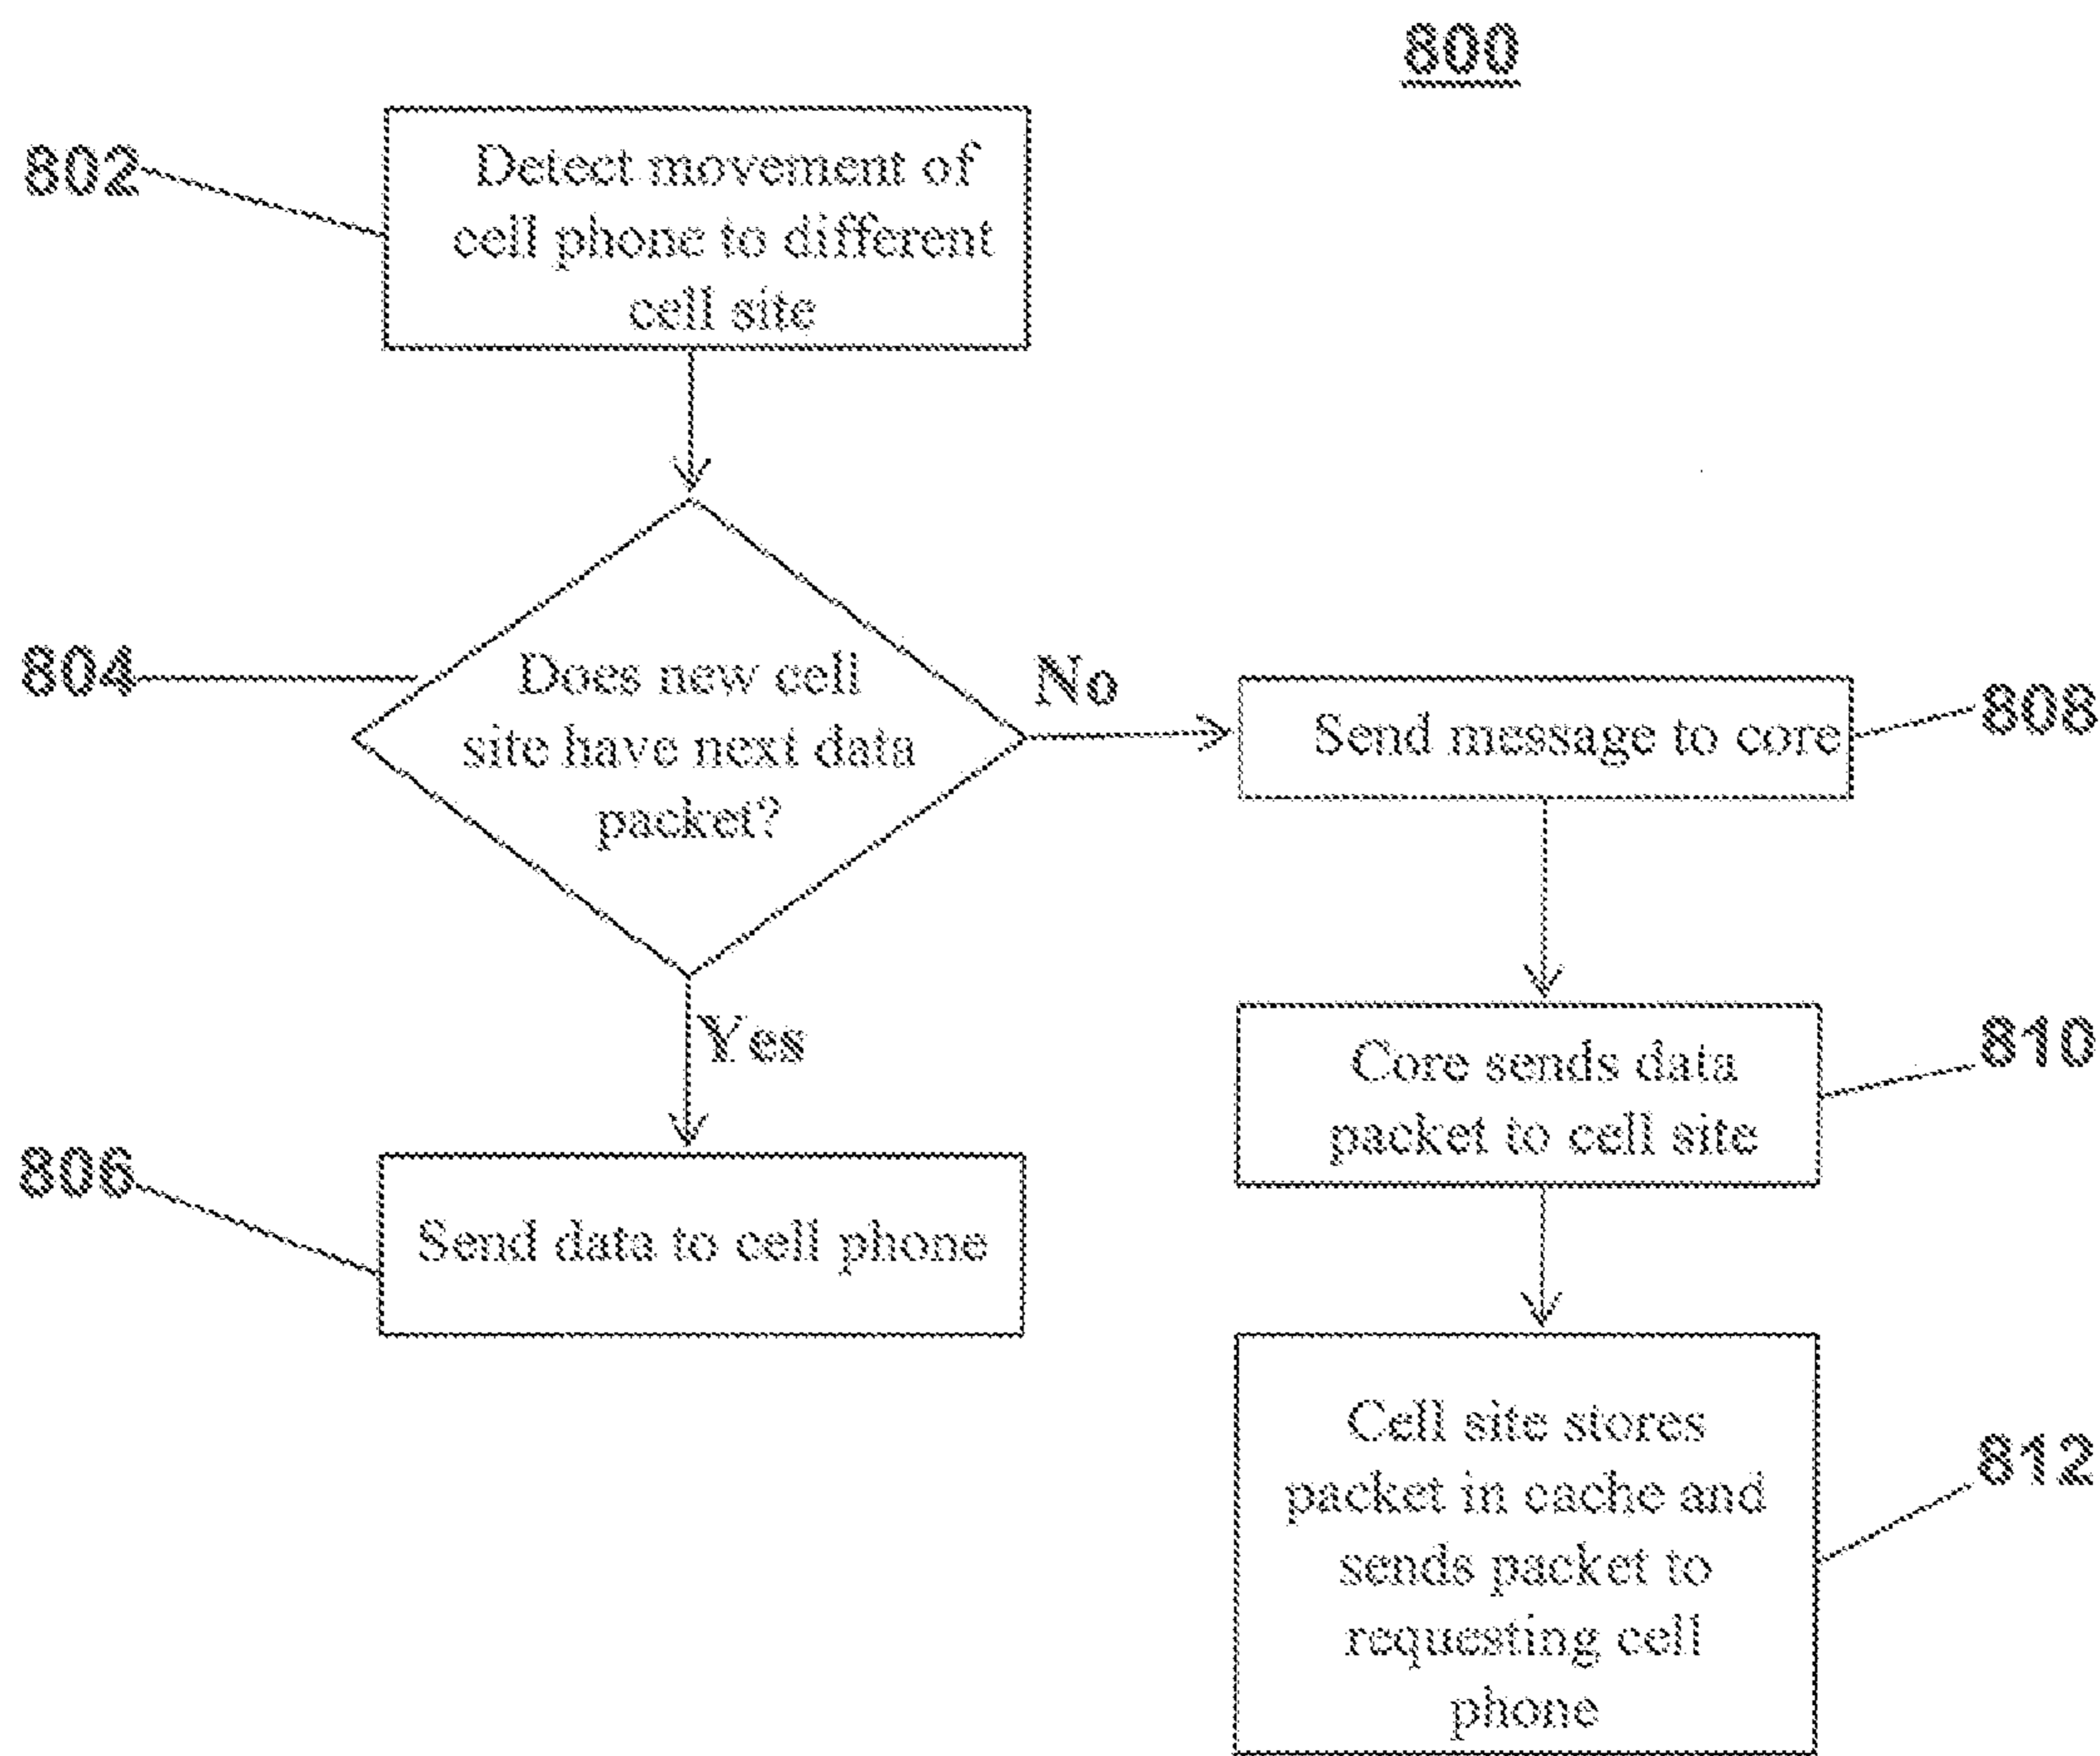 800
802
Detect movement of
cell phone to different
cell site
804
Does new cell
site have next data
packet?
No
Send message to core
808
Yes
Core sends data
packet to cell site
810
806
Send data to cell phone
Cell site stores
packet in cache and
sends packet to
requesting cell
phone
812